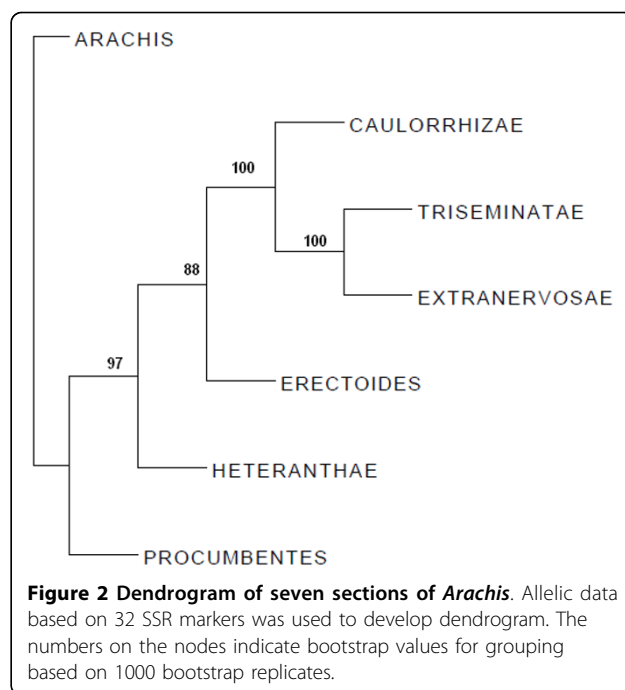 ARACHIS
CAULORRHIZAE
100
TRISEMINATAE
100
88
EXTRANERVOSAE
97
ERECTOIDES
HETERANTHAE
PROCUMBENTES
Figure 2 Dendrogram of seven sections of Arachis. Allelic data
based on 32 SSR markers was used to develop dendrogram. The
numbers on the nodes indicate bootstrap values for grouping
based on 1000 bootstrap replicates.